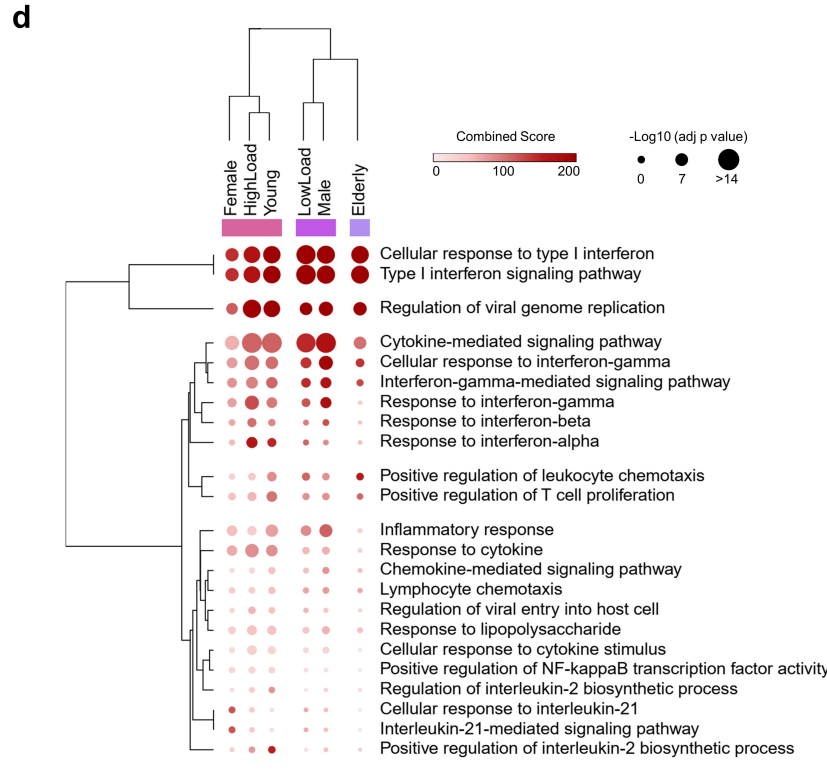 d
Combined Score
-Log10 (adj p value)
0 100 200
0 7 >14
Female
HighLoad
Young
LowLoad
Male
Elderly
Cellular response to type I interferon
Type I interferon signaling pathway
Regulation of viral genome replication
Cytokine-mediated signaling pathway
Cellular response to interferon-gamma
Interferon-gamma-mediated signaling pathway
Response to interferon-gamma
Response to interferon-beta
Response to interferon-alpha
Positive regulation of leukocyte chemotaxis
Positive regulation of T cell proliferation
Inflammatory response
Response to cytokine
Chemokine-mediated signaling pathway
Lymphocyte chemotaxis
Regulation of viral entry into host cell
Response to lipopolysaccharide
Cellular response to cytokine stimulus
Positive regulation of NF-kappaB transcription factor activity
Regulation of interleukin-2 biosynthetic process
Cellular response to interleukin-21
Interleukin-21-mediated signaling pathway
Positive regulation of interleukin-2 biosynthetic process